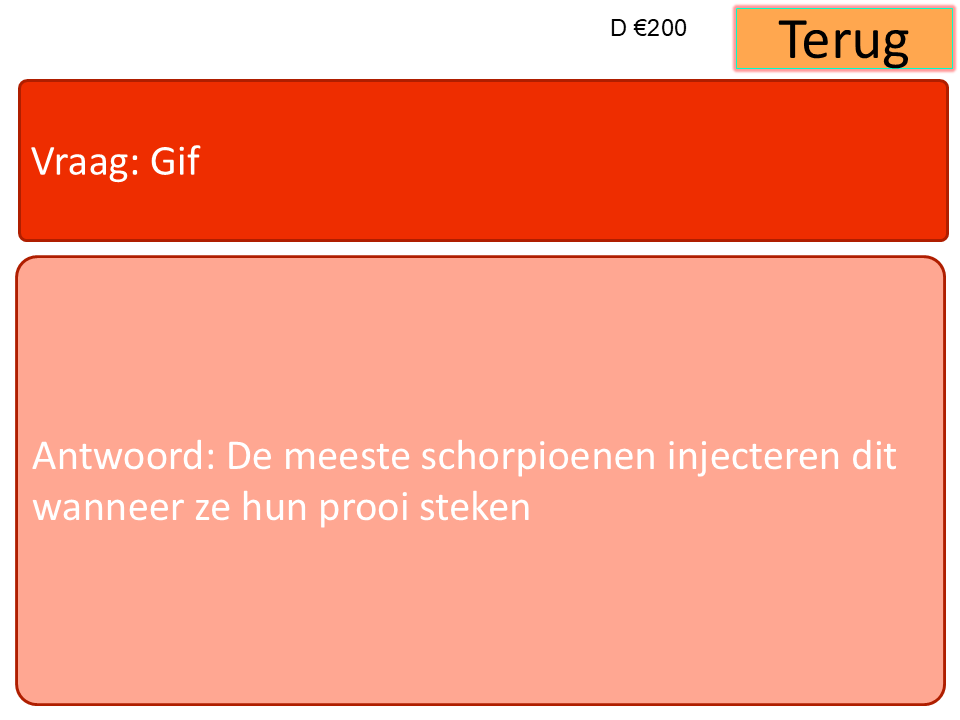 D €200
Terug
Vraag: Gif
Antwoord: De meeste schorpioenen injecteren dit
wanneer ze hun prooi steken